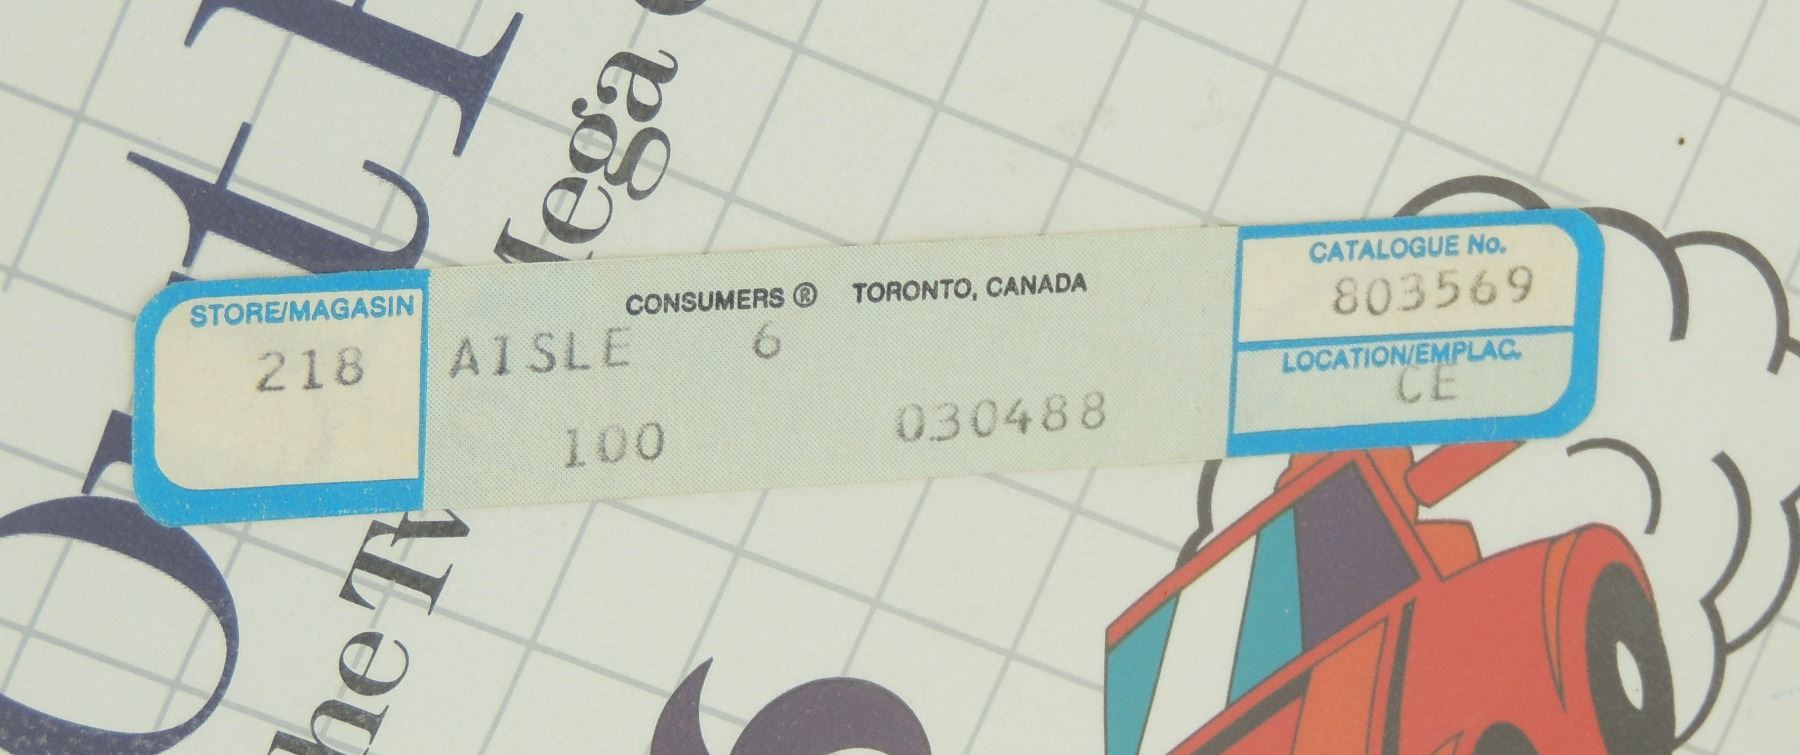 STORE/MAGASIN
218
CONSUMERS ® TORONTO, CANADA
AISLE 6
100 030488
CATALOGUE No.
803569
LOCATION/EMPLAC.
CE